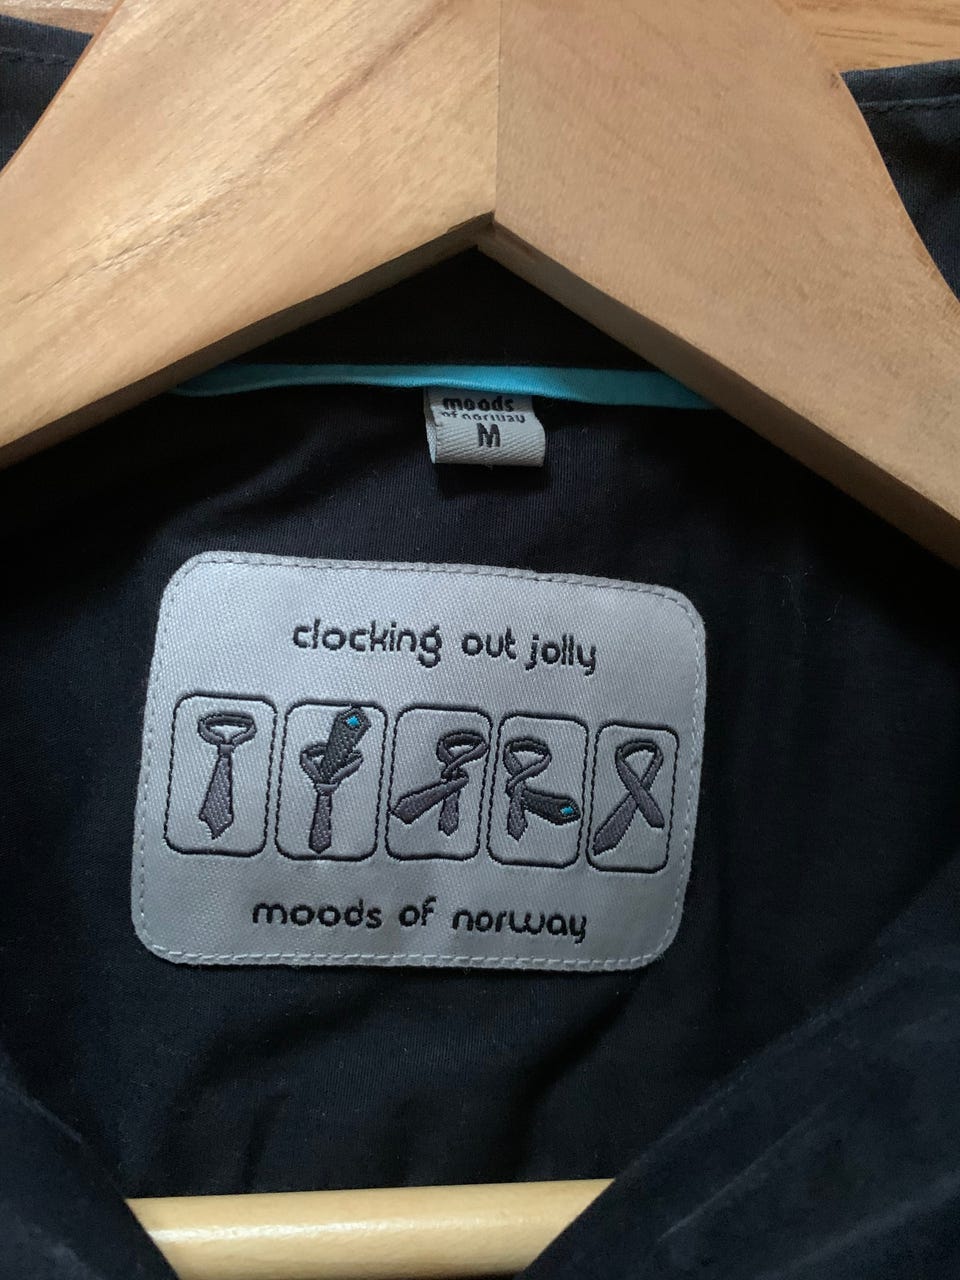 moods
of norway
M
clocking out jolly
moods of norway